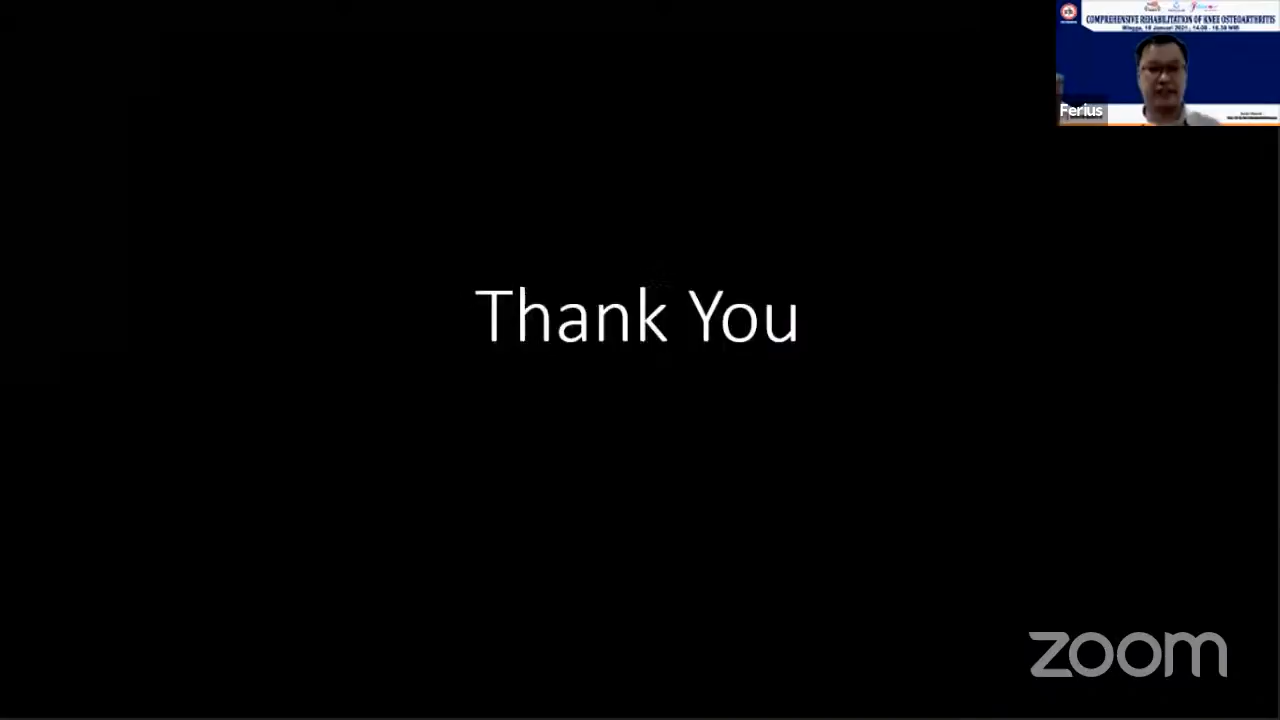 COMPREHENSIVE REHABILITATION OF KNEE OSTEOARTHRITIS
Ferius
Thank You
zoom